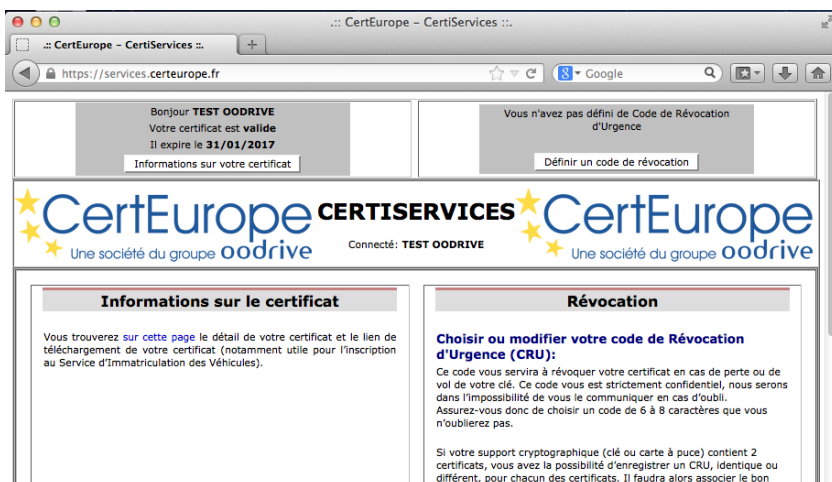 .:: CertEurope – CertiServices ::.
.:: CertEurope – CertiServices ::.
https://services.certeurope.fr
Google
Bonjour TEST OODRIVE
Votre certificat est valide
Il expire le 31/01/2017
Informations sur votre certificat
Vous n'avez pas défini de Code de Révocation
d'Urgence
Définir un code de révocation
CertEurope
Une société du groupe oodrive
CERTISERVICES
Connecté: TEST OODRIVE
CertEurope
Une société du groupe oodrive
Informations sur le certificat
Vous trouverez sur cette page le détail de votre certificat et le lien de
téléchargement de votre certificat (notamment utile pour l'inscription
au Service d'Immatriculation des Véhicules).
Révocation
Choisir ou modifier votre code de Révocation
d'Urgence (CRU):
Ce code vous servira à révoquer votre certificat en cas de perte ou de
vol de votre clé. Ce code vous est strictement confidentiel, nous serons
dans l'impossibilité de vous le communiquer en cas d'oubli.
Assurez-vous donc de choisir un code de 6 à 8 caractères que vous
n'oublierez pas.
Si votre support cryptographique (clé ou carte à puce) contient 2
certificats, vous avez la possibilité d'enregistrer un CRU, identique ou
différent, pour chacun des certificats. Il faudra alors associer le bon